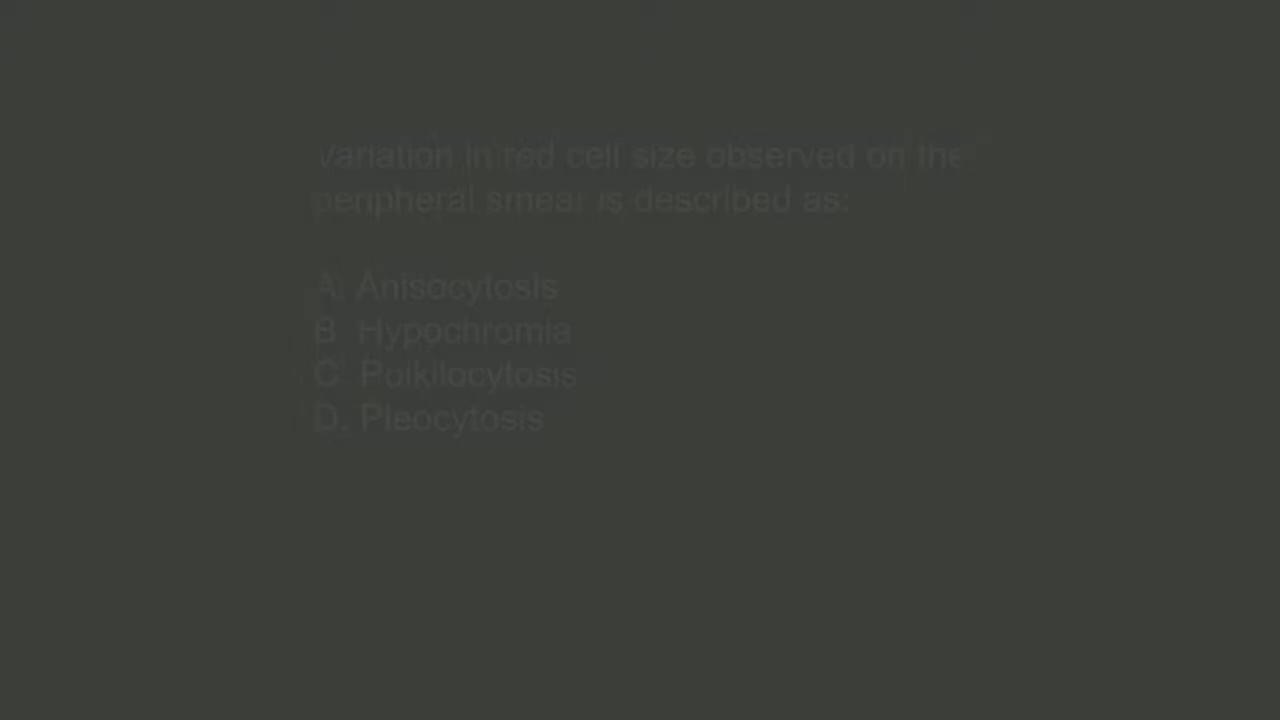 Variation in red cell size observed on the
peripheral smear is described as:
A. Anisocytosis
B. Hypochromia
C. Poikilocytosis
D. Pleocytosis